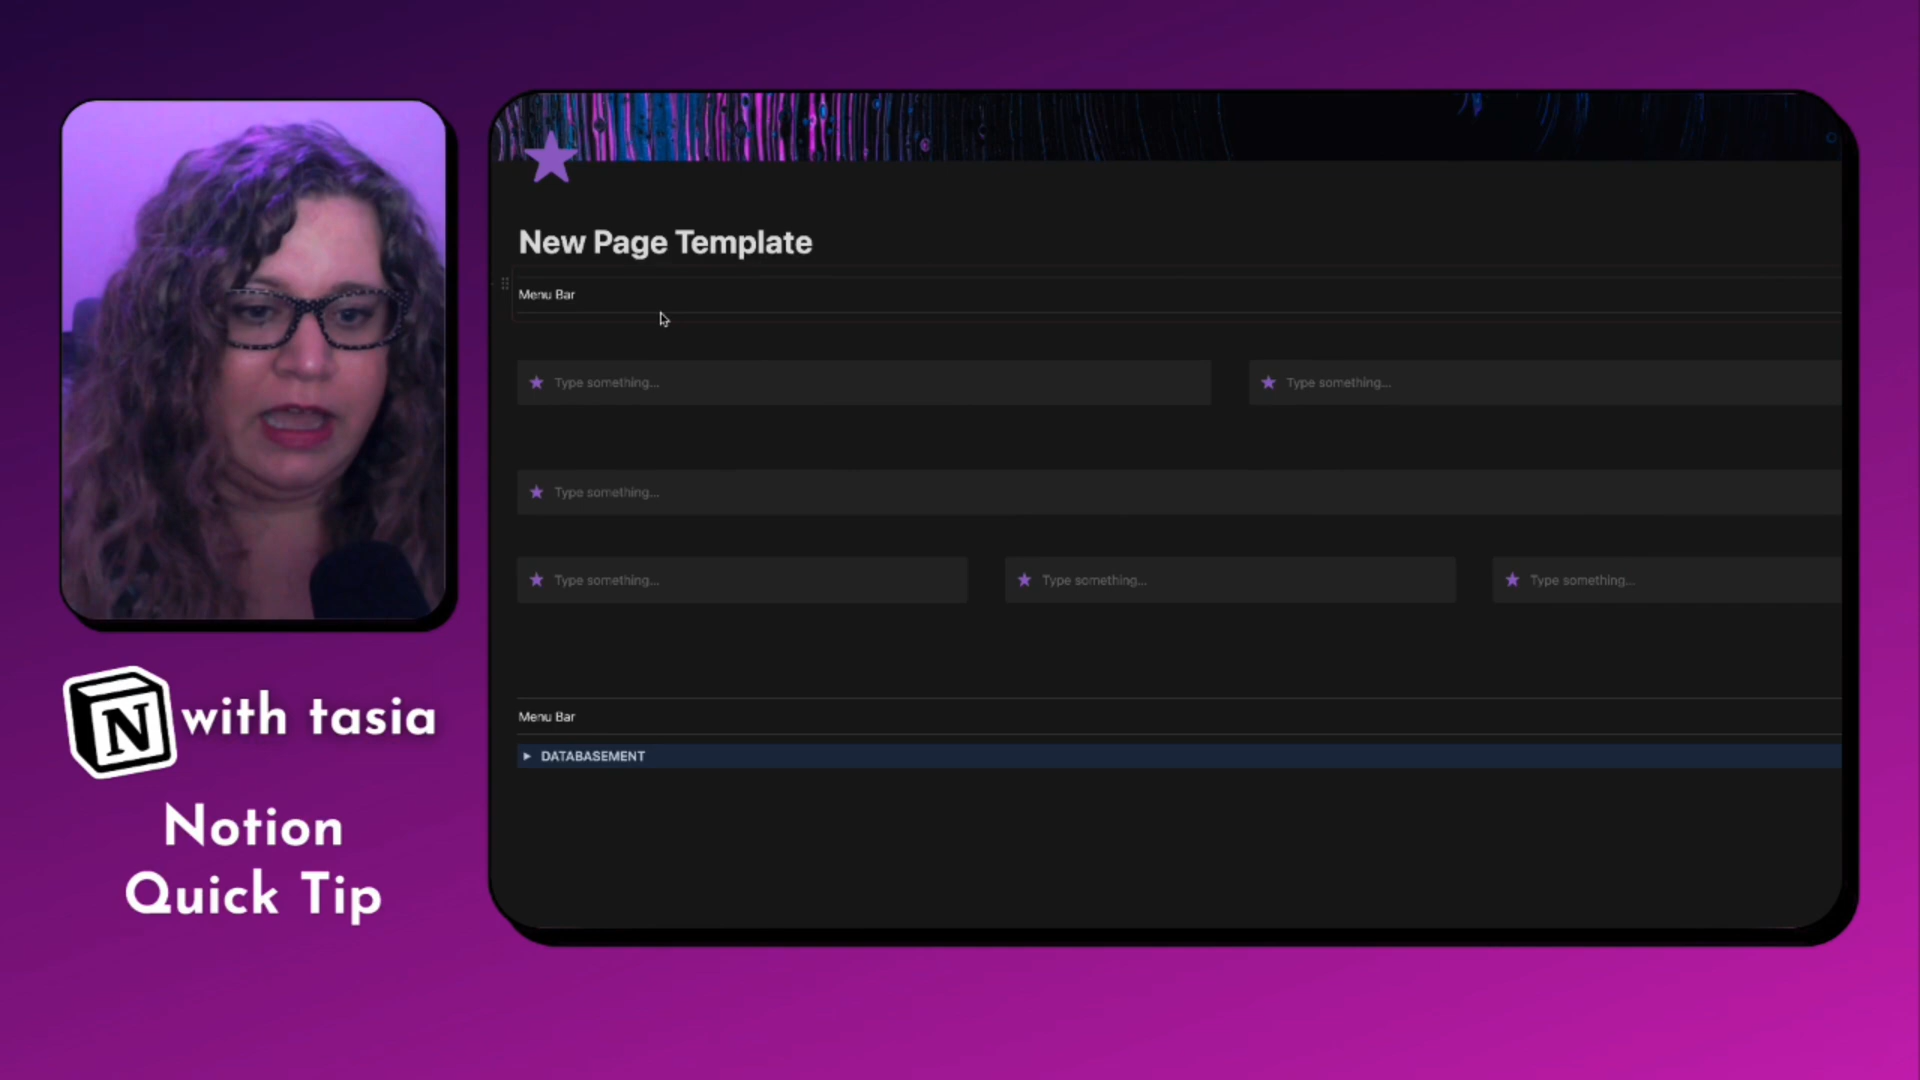 New Page Template
Menu Bar
Type something...
Type something...
Type something...
Type something...
Type something...
Type something...
Menu Bar
DATABASEMENT
N with tasia
Notion
Quick Tip